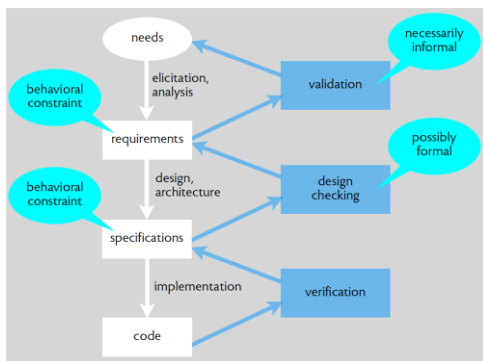 needs
necessarily
informal
elicitation,
analysis
behavioral
constraint
validation
requirements
possibly
formal
design,
architecture
behavioral
constraint
design
checking
specifications
implementation
verification
code